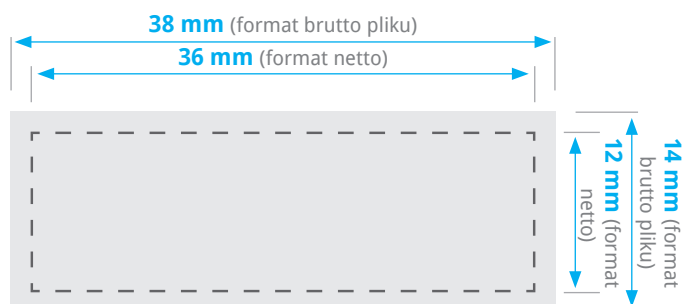 38 mm (format brutto pliku)
36 mm (format netto)
14 mm (format
brutto pliku)
12 mm (format
netto)